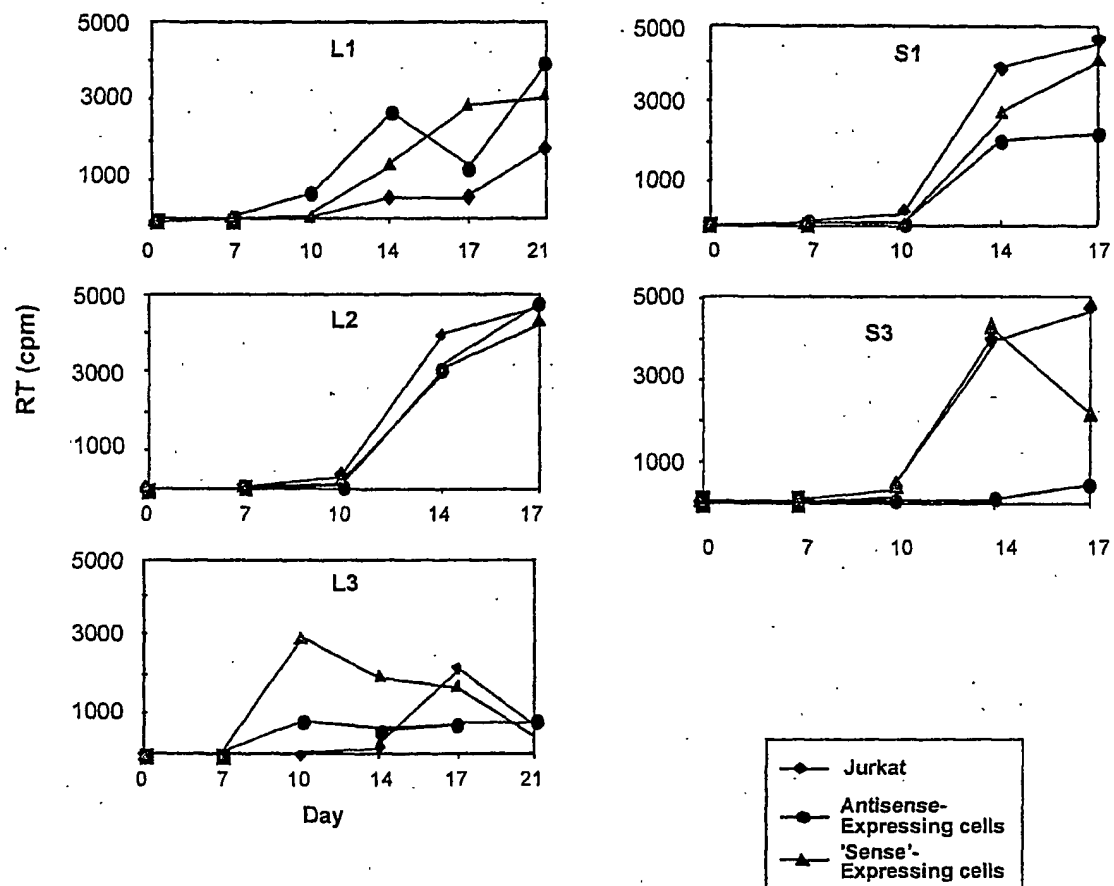 L1
5000
3000
1000
0 7 10 14 17 21
S1
5000
3000
1000
0 7 10 14 17
RT (cpm)
L2
5000
3000
1000
0 7 10 14 17
S3
5000
3000
1000
0 7 10 14 17
L3
5000
3000
1000
0 7 10 14 17 21
Day
Jurkat
Antisense-
Expressing cells
'Sense'-
Expressing cells